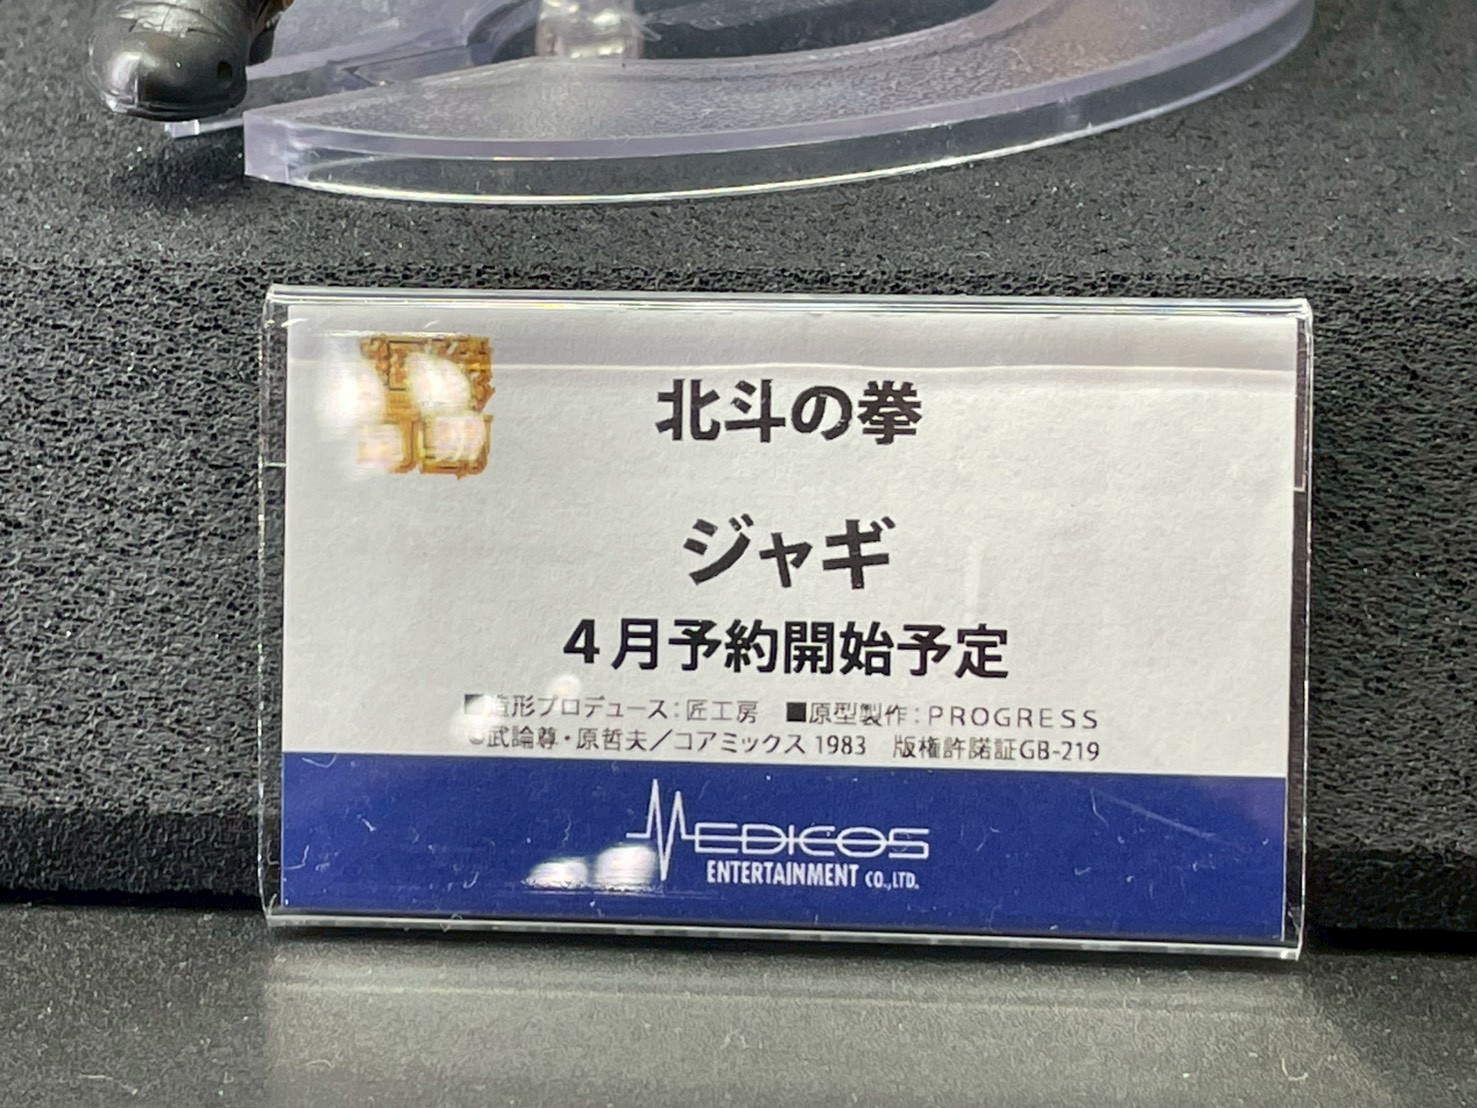 北斗の拳
ジャギ
４月予約開始予定
■造形プロデュース：匠工房　■原型製作：PROGRESS
武論尊・原哲夫／コアミックス 1983　版権許諾証GB-219
MEDICOS
ENTERTAINMENT CO.,LTD.